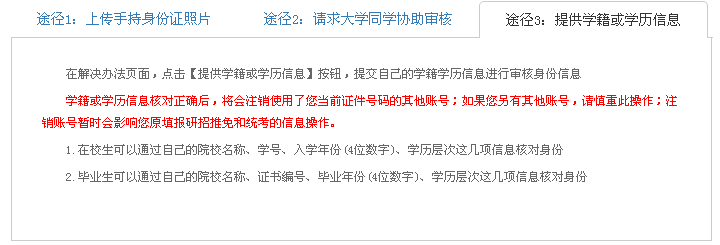 途径1：上传手持身份证照片 途径2：请求大学同学协助审核 途径3：提供学籍或学历信息
在解决办法页面，点击【提供学籍或学历信息】按钮，提交自己的学籍学历信息进行审核身份信息
学籍或学历信息核对正确后，将会注销使用了您当前证件号码的其他账号；如果您另有其他账号，请慎重此操作；注
销账号暂时会影响您原填报研招推免和统考的信息操作。
1.在校生可以通过自己的院校名称、学号、入学年份(4位数字)、学历层次这几项信息核对身份
2.毕业生可以通过自己的院校名称、证书编号、毕业年份(4位数字)、学历层次这几项信息核对身份